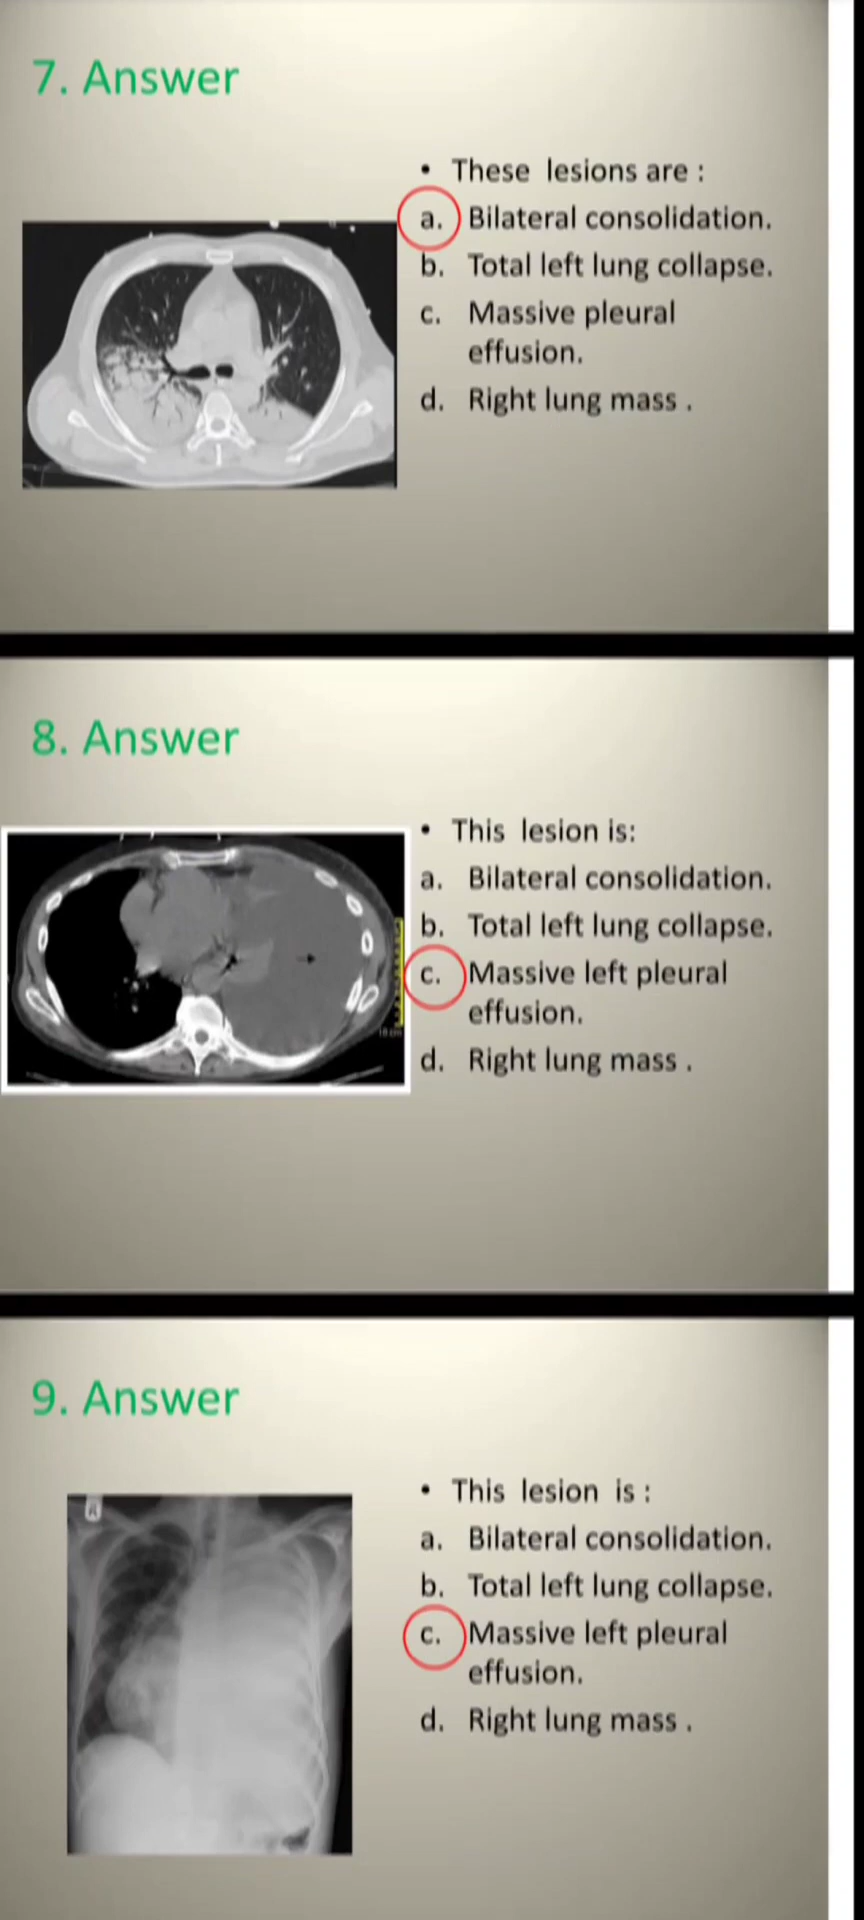 7. Answer
• These lesions are :
a. Bilateral consolidation.
b. Total left lung collapse.
c. Massive pleural
effusion.
d. Right lung mass .
8. Answer
• This lesion is:
a. Bilateral consolidation.
b. Total left lung collapse.
c. Massive left pleural
effusion.
d. Right lung mass .
9. Answer
• This lesion is :
a. Bilateral consolidation.
b. Total left lung collapse.
c. Massive left pleural
effusion.
d. Right lung mass .